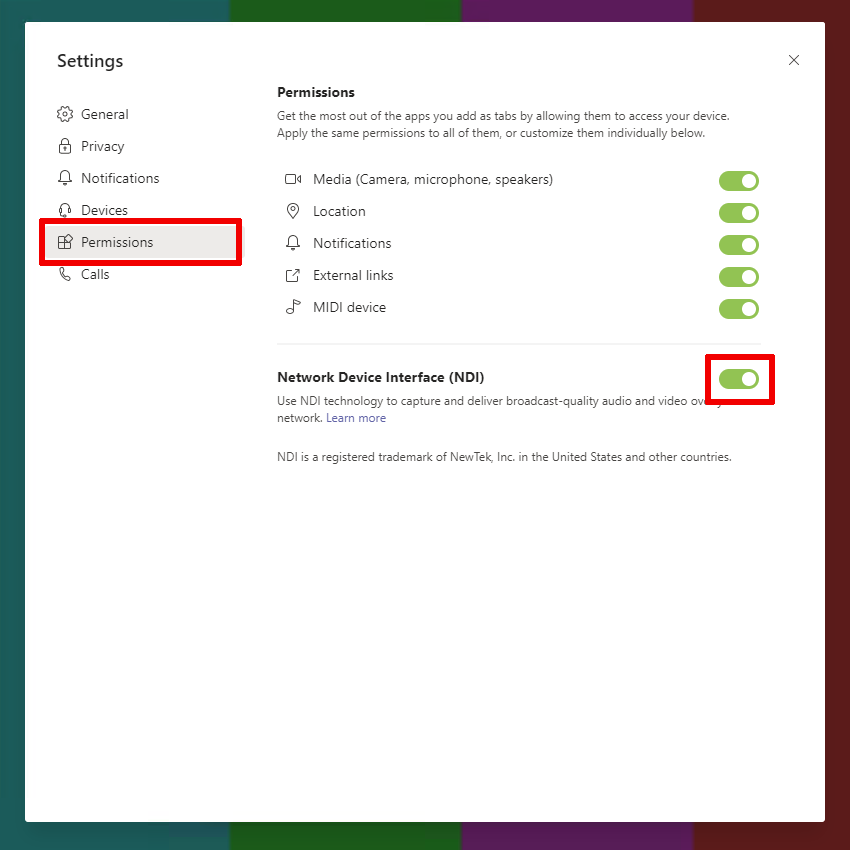 Settings
General
Privacy
Notifications
Devices
Permissions
Calls
Permissions
Get the most out of the apps you add as tabs by allowing them to access your device.
Apply the same permissions to all of them, or customize them individually below.
Media (Camera, microphone, speakers)
Location
Notifications
External links
MIDI device
Network Device Interface (NDI)
Use NDI technology to capture and deliver broadcast-quality audio and video
network. Learn more
NDI is a registered trademark of NewTek, Inc. in the United States and other countries.